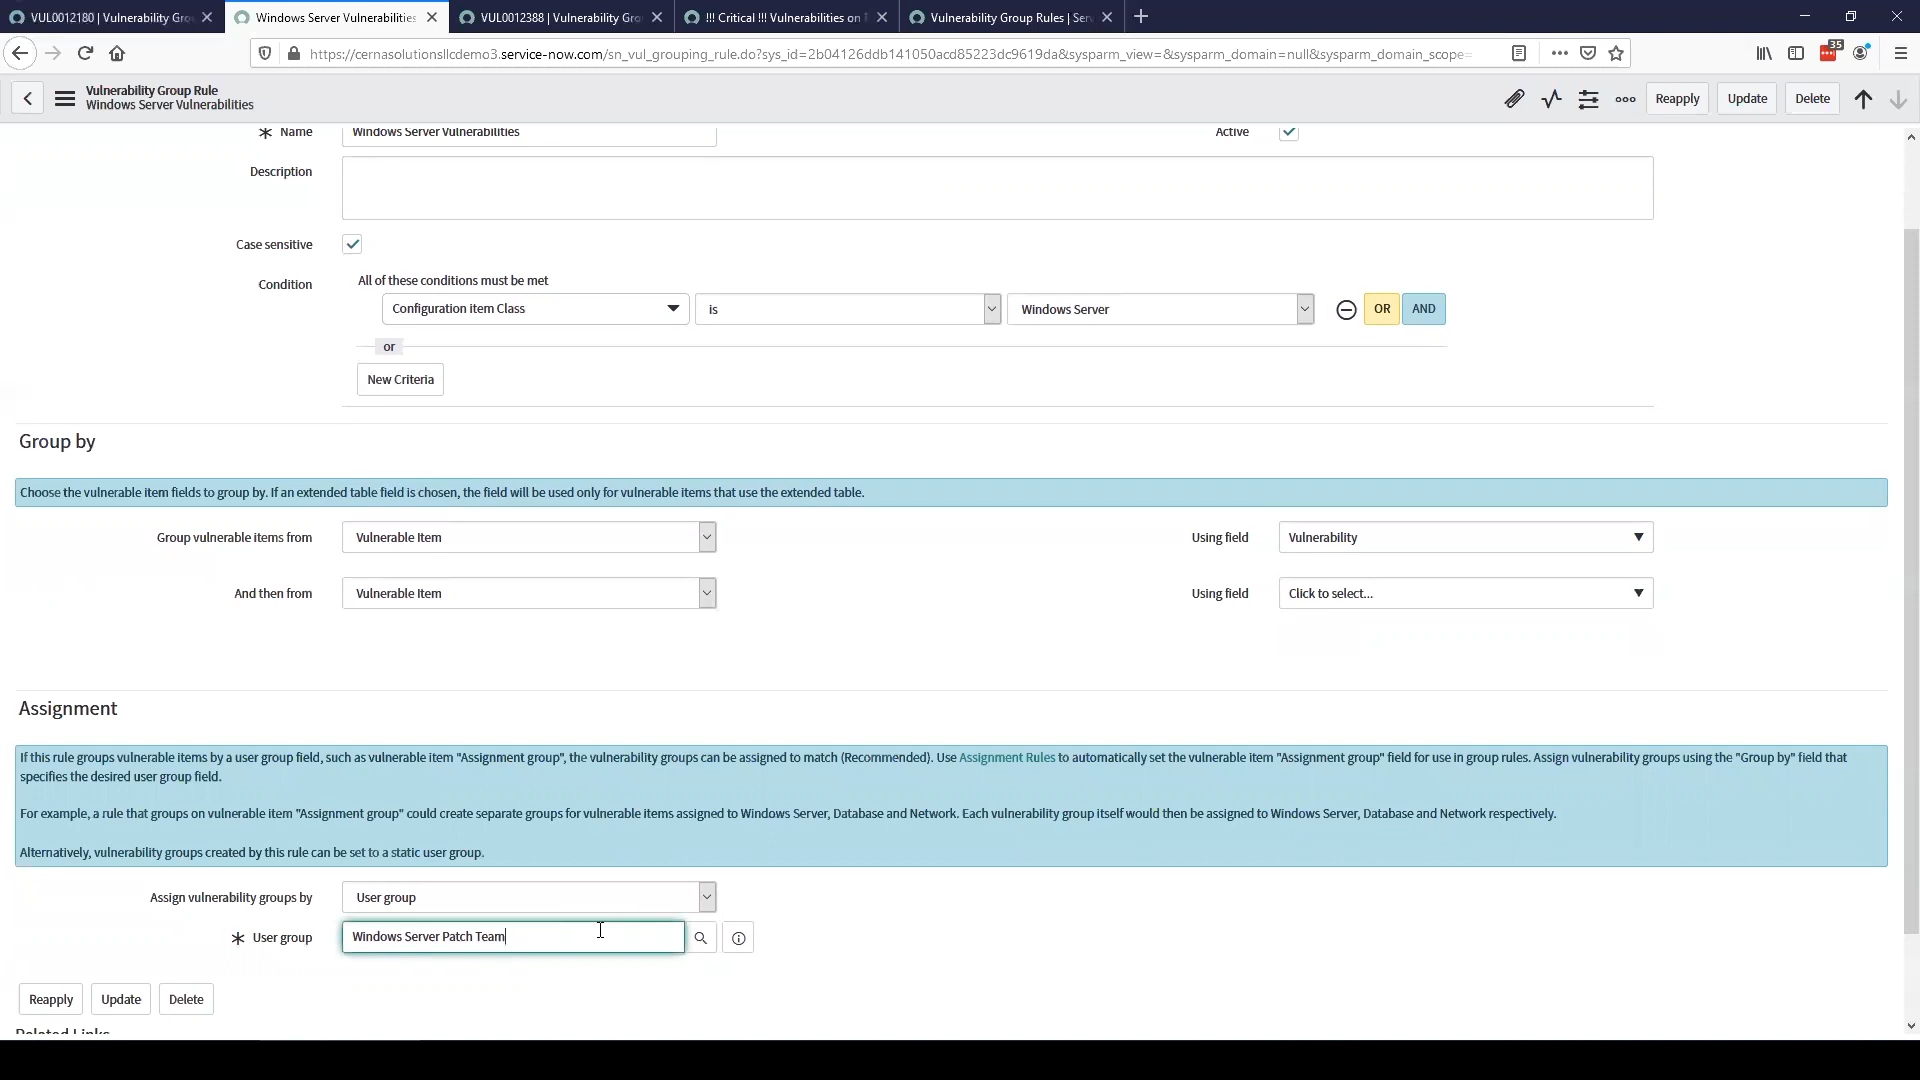 VUL0012180 | Vulnerability Gro
Windows Server Vulnerabilities
VUL0012388 | Vulnerability Gro
!!! Critical !!! Vulnerabilities on
Vulnerability Group Rules | Ser
https://cernasolutionsllcdemo3.service-now.com/sn_vul_grouping_rule.do?sys_id=2b04126ddb141050acd85223dc9619da&sysparm_view=&sysparm_domain=null&sysparm_domain_scope=
35
Vulnerability Group Rule
Windows Server Vulnerabilities
Reapply
Update
Delete
Name
Windows Server Vulnerabilities
Active
Description
Case sensitive
Condition
All of these conditions must be met
Configuration item Class
is
Windows Server
OR
AND
or
New Criteria
Group by
Choose the vulnerable item fields to group by. If an extended table field is chosen, the field will be used only for vulnerable items that use the extended table.
Group vulnerable items from
Vulnerable Item
Using field
Vulnerability
And then from
Vulnerable Item
Using field
Click to select...
Assignment
If this rule groups vulnerable items by a user group field, such as vulnerable item "Assignment group", the vulnerability groups can be assigned to match (Recommended). Use Assignment Rules to automatically set the vulnerable item "Assignment group" field for use in group rules. Assign vulnerability groups using the "Group by" field that
specifies the desired user group field.
For example, a rule that groups on vulnerable item "Assignment group" could create separate groups for vulnerable items assigned to Windows Server, Database and Network. Each vulnerability group itself would then be assigned to Windows Server, Database and Network respectively.
Alternatively, vulnerability groups created by this rule can be set to a static user group.
Assign vulnerability groups by
User group
User group
Windows Server Patch Team
Reapply
Update
Delete
Related Links